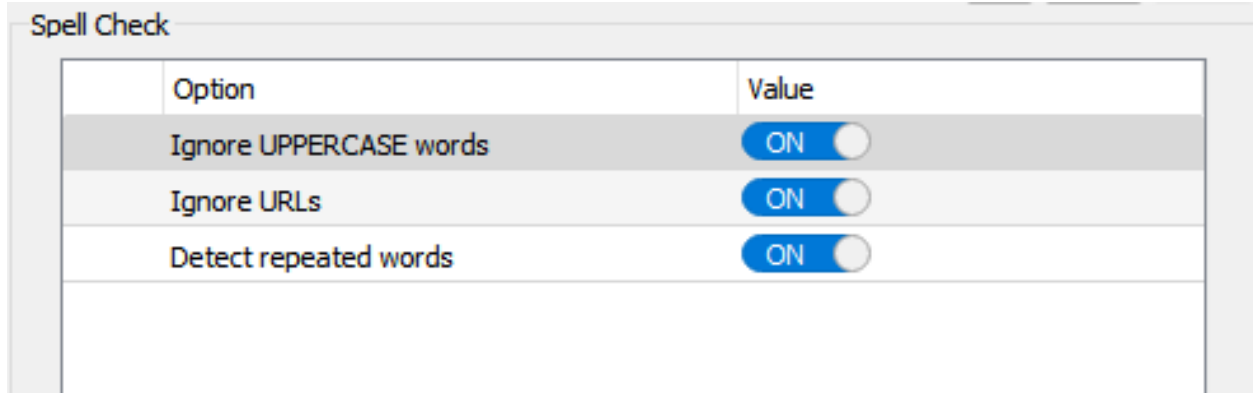 Spell Check
Option Value
Ignore UPPERCASE words ON
Ignore URLs ON
Detect repeated words ON